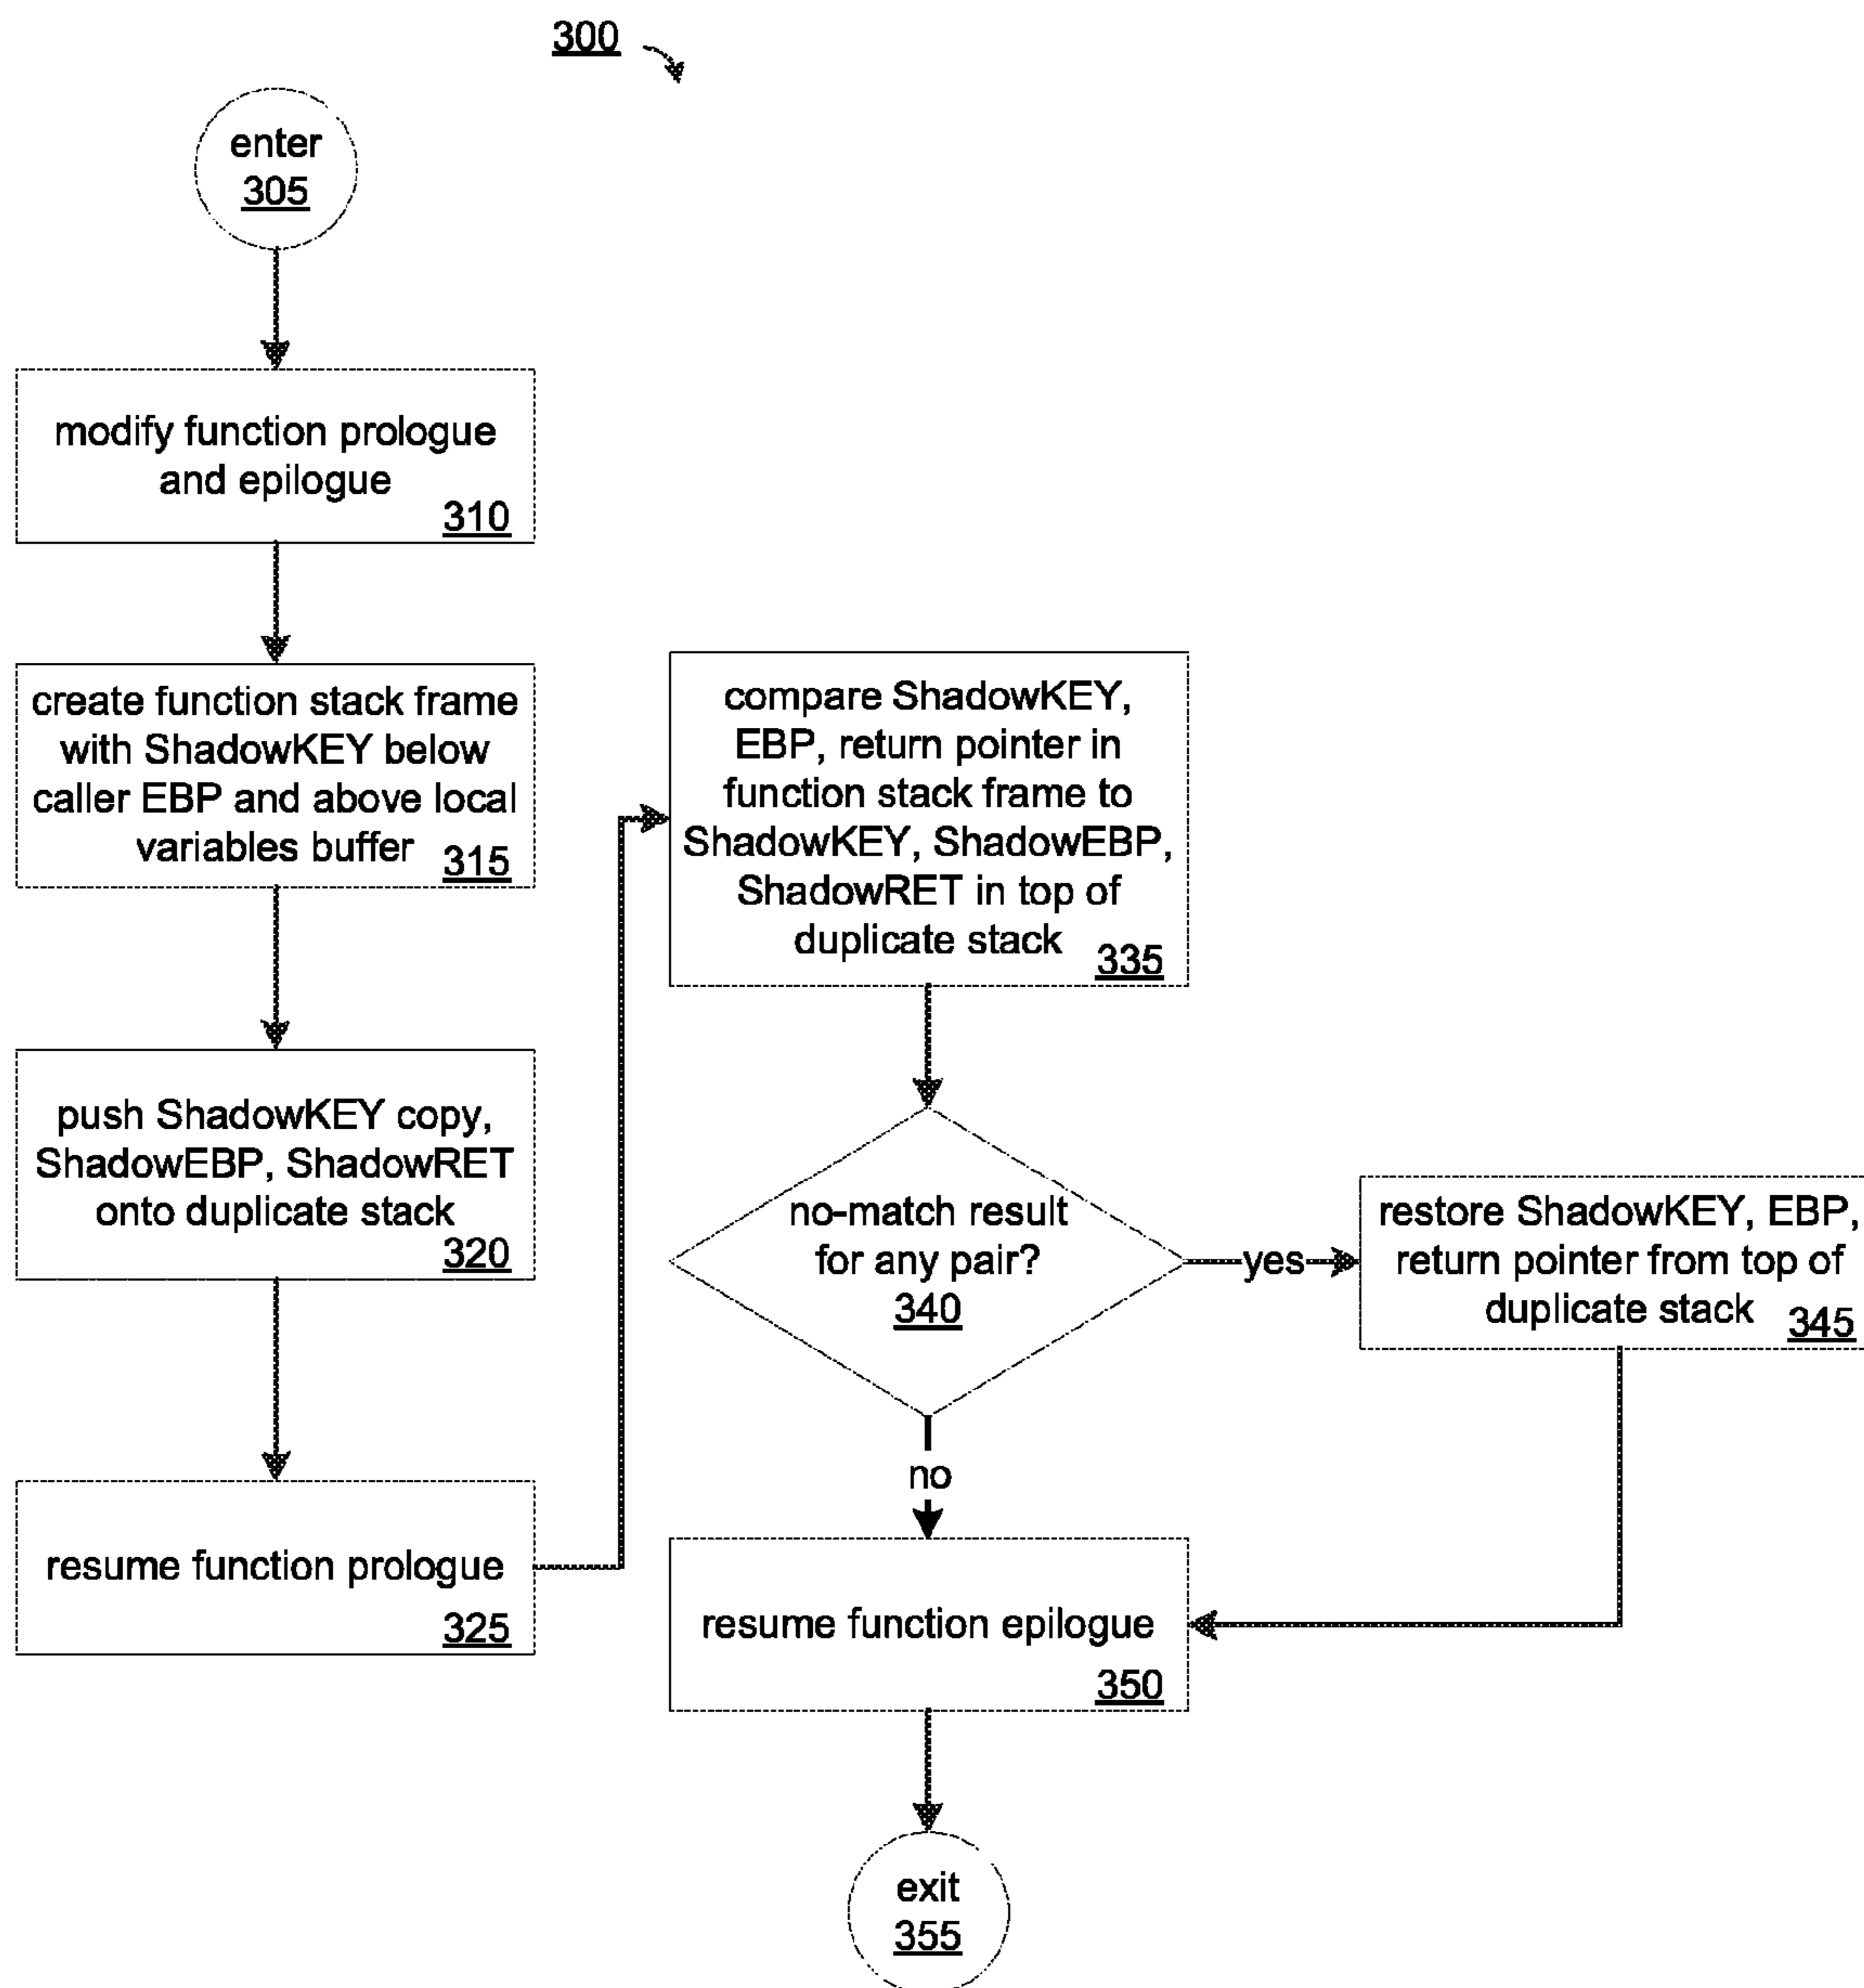 300
enter
305
modify function prologue
and epilogue
310
create function stack frame
with ShadowKEY below
caller EBP and above local
variables buffer 315
push ShadowKEY copy,
ShadowEBP, ShadowRET
onto duplicate stack
320
resume function prologue
325
compare ShadowKEY,
EBP, return pointer in
function stack frame to
ShadowKEY, ShadowEBP,
ShadowRET in top of
duplicate stack 335
no-match result
for any pair?
340
yes
restore ShadowKEY, EBP,
return pointer from top of
duplicate stack 345
no
resume function epilogue
350
exit
355